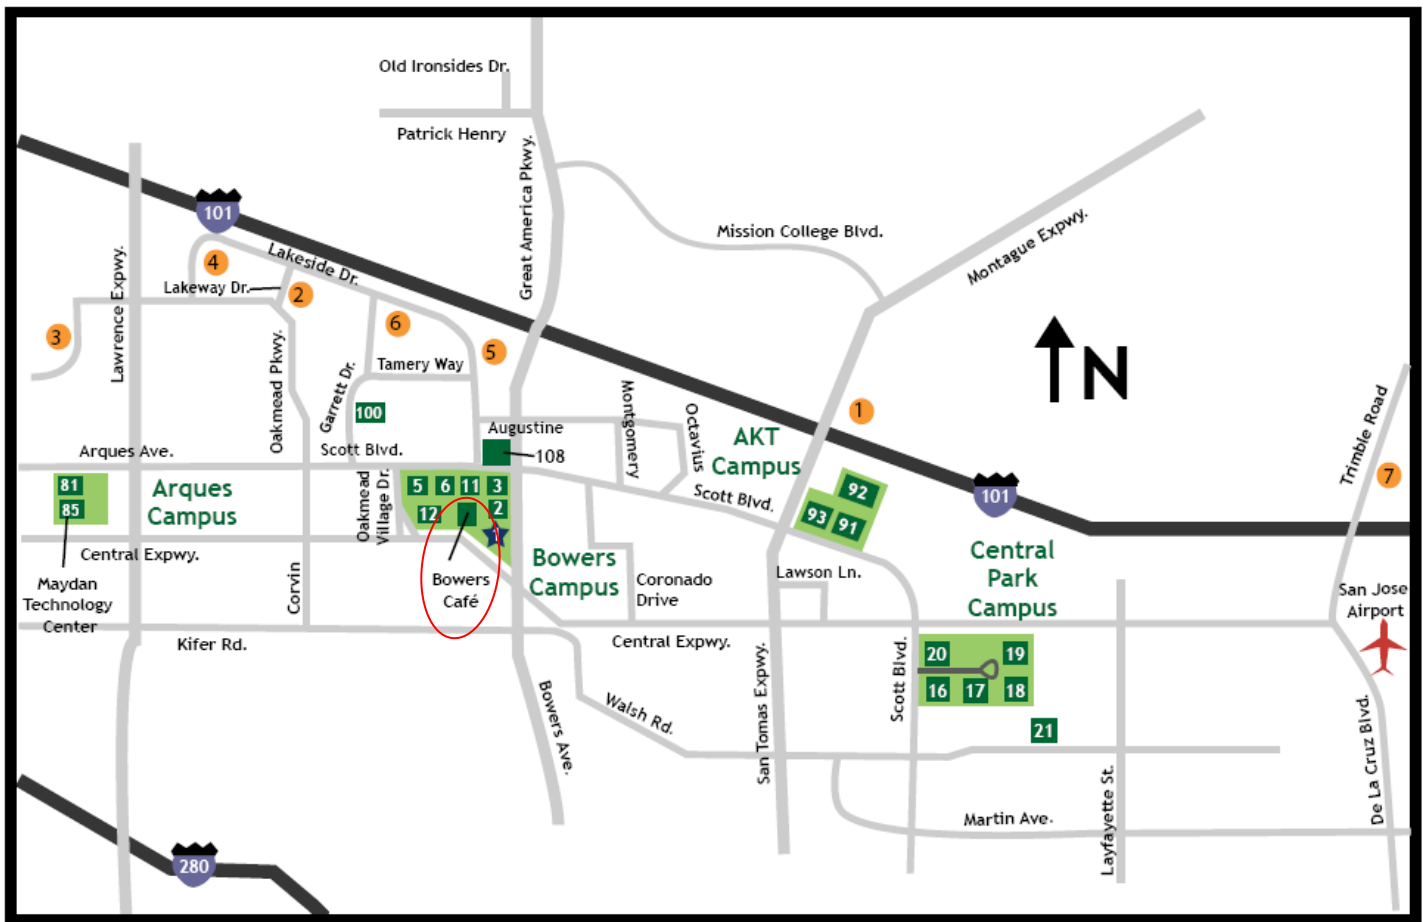 Old Ironsides Dr.
Patrick Henry
Great America Pkwy.
101
Mission College Blvd.
Montague Expwy.
4
Lakeside Dr.
Lakeway Dr.
2
Lawrence Expwy.
3
6
5
Oakmead Pkwy.
Garrett Dr.
Tamery Way
N
100
Montgomery
Octavius
1
Trimble Road
Augustine
AKT
Campus
Arques Ave.
Scott Blvd.
108
7
81
85
Arques
Campus
Oakmead
Village Dr.
5
6
11
3
12
2
1
Scott Blvd.
92
93
91
101
Central Expwy.
Bowers
Campus
Central
Park
Campus
Maydan
Technology
Center
Corvin
Bowers
Café
Coronado
Drive
Lawson Ln.
San Jose
Airport
Kifer Rd.
Central Expwy.
20
19
16
17
18
21
Bowers Ave.
Walsh Rd.
San Tomas Expwy.
Scott Blvd.
Layfayette St.
De La Cruz Blvd.
Martin Ave.
280